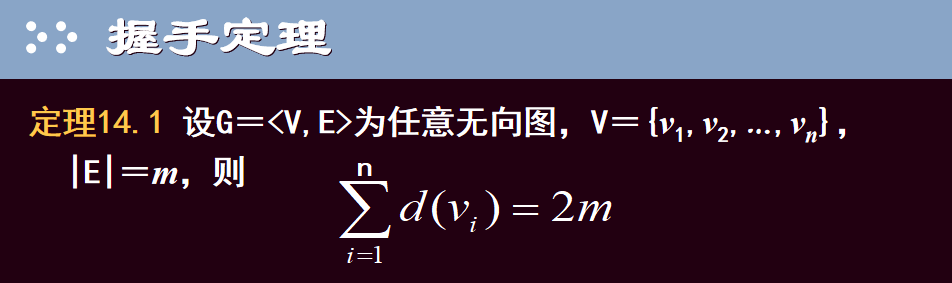 握手定理
定理14.1 设G＝<V,E>为任意无向图，V＝{v₁,v₂,…,vₙ}，
|E|＝m，则
n
∑d(vᵢ)=2m
i=1